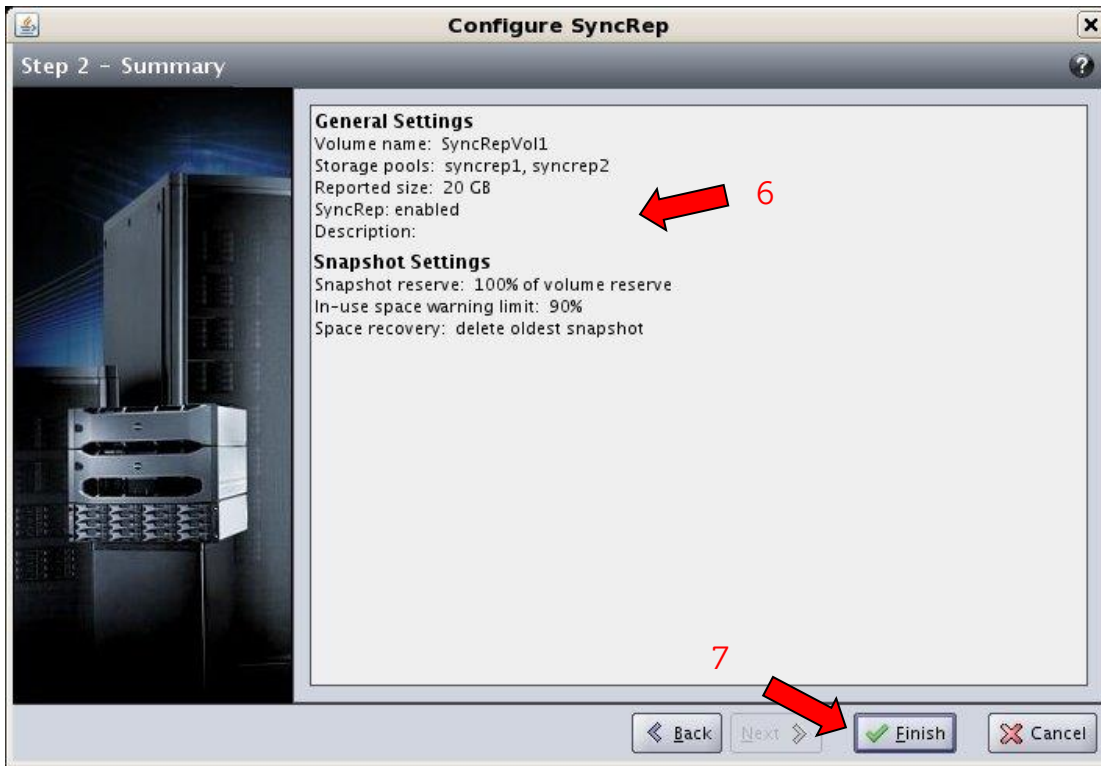 Configure SyncRep
Step 2 - Summary
?
General Settings
Volume name: SyncRepVol1
Storage pools: syncrep1, syncrep2
Reported size: 20 GB
SyncRep: enabled
Description:
6
Snapshot Settings
Snapshot reserve: 100% of volume reserve
In-use space warning limit: 90%
Space recovery: delete oldest snapshot
7
Back
Next
Finish
Cancel